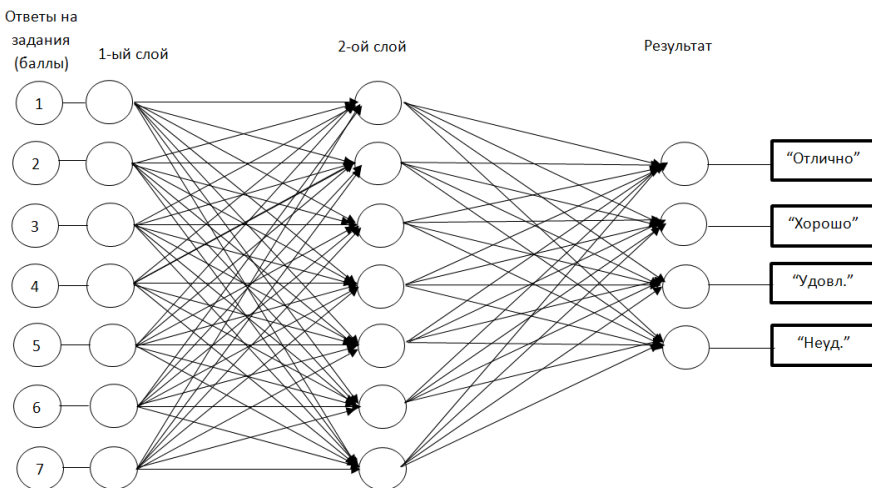 Ответы на
задания
(баллы)
1-ый слой
2-ой слой
Результат
1
2
3
4
5
6
7
“Отлично”
“Хорошо”
“Удовл.”
“Неуд.”